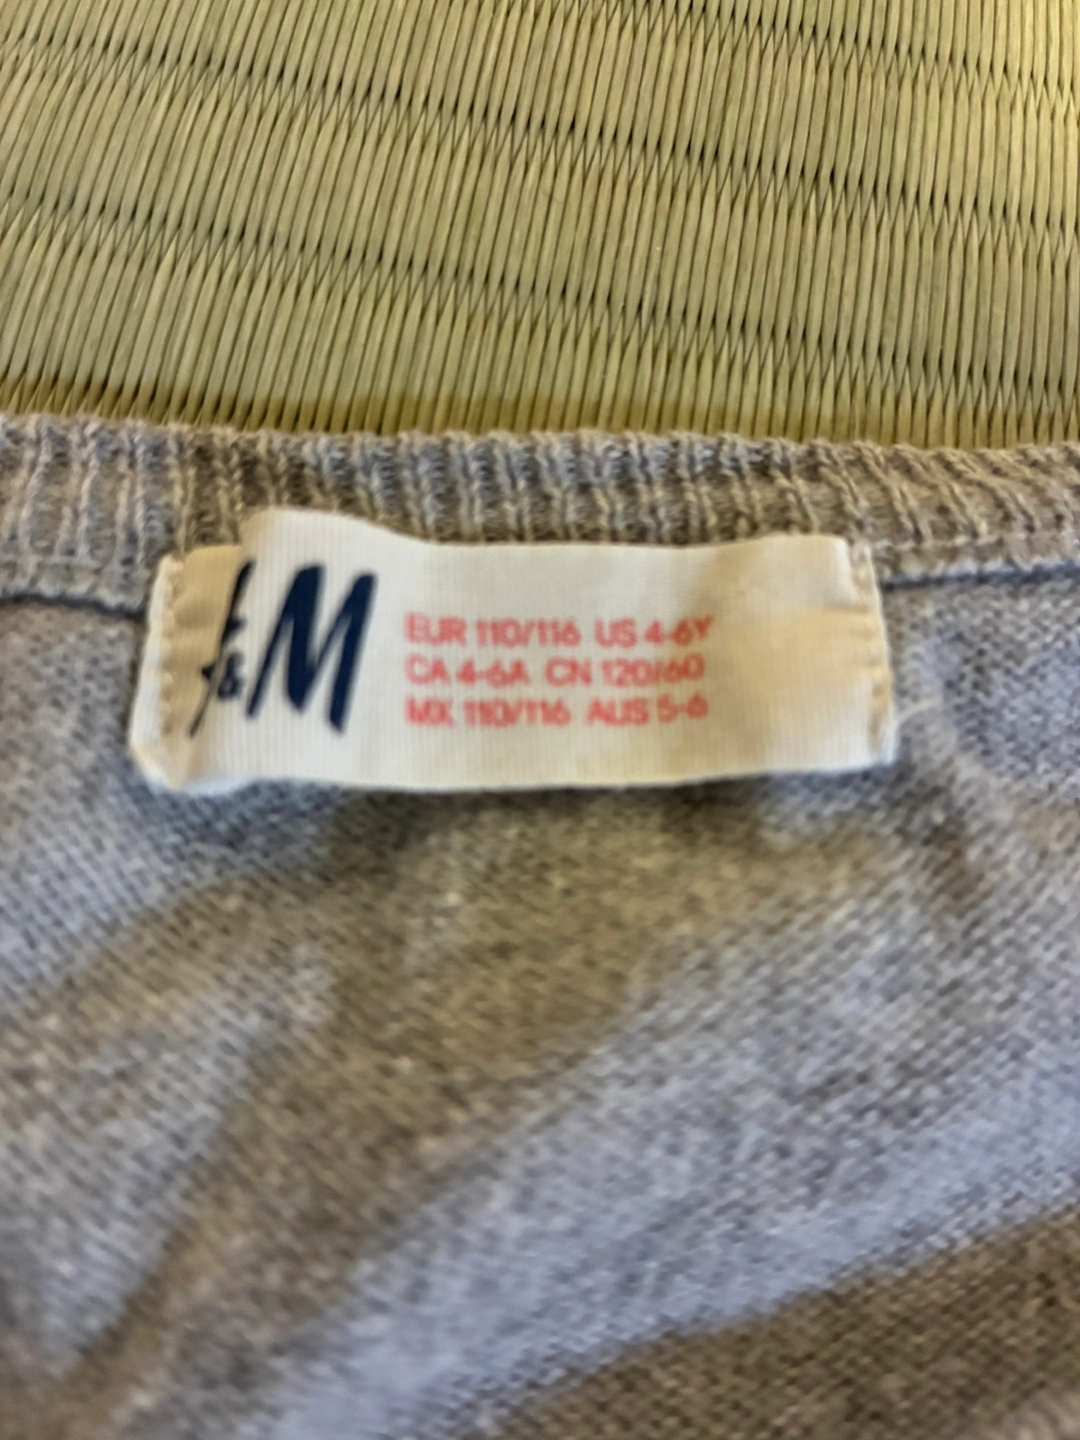 H&M
EUR 110/116 US 4-6Y
CA 4-6A CN 120/60
MX 110/116 AUS 5-6